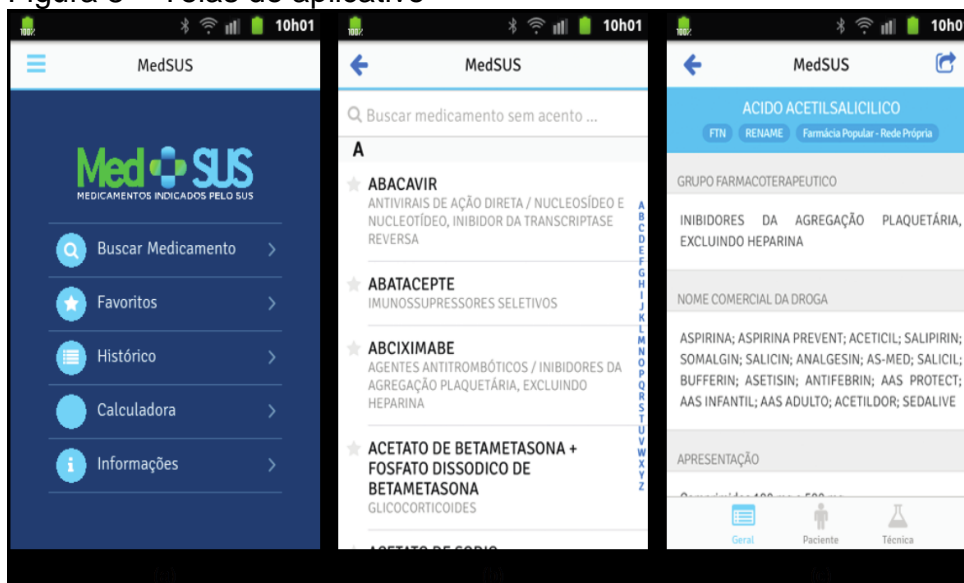 10h01
MedSUS
Med SUS
MEDICAMENTOS INDICADOS PELO SUS
Buscar Medicamento
Favoritos
Histórico
Calculadora
Informações
10h01
MedSUS
Buscar medicamento sem acento ...
A
ABACAVIR
ANTIVIRAIS DE AÇÃO DIRETA / NUCLEOSÍDEO E
NUCLEOTÍDEO, INIBIDOR DA TRANSCRIPTASE
REVERSA
ABATACEPTE
IMUNOSSUPRESSORES SELETIVOS
ABCIXIMABE
AGENTES ANTITROMBÓTICOS / INIBIDORES DA
AGREGAÇÃO PLAQUETÁRIA, EXCLUINDO
HEPARINA
ACETATO DE BETAMETASONA +
FOSFATO DISSODICO DE
BETAMETASONA
GLICOCORTICOIDES
A
B
C
D
E
F
G
H
I
J
K
L
M
N
O
P
Q
R
S
T
U
V
W
X
Y
Z
10h01
MedSUS
ACIDO ACETILSALICILICO
FTN RENAME Farmácia Popular - Rede Própria
GRUPO FARMACOTERAPEUTICO
INIBIDORES DA AGREGAÇÃO PLAQUETÁRIA,
EXCLUINDO HEPARINA
NOME COMERCIAL DA DROGA
ASPIRINA; ASPIRINA PREVENT; ACETICIL; SALIPIRIN;
SOMALGIN; SALICIN; ANALGESIN; AS-MED; SALICIL;
BUFFERIN; ASETISIN; ANTIFEBRIN; AAS PROTECT;
AAS INFANTIL; AAS ADULTO; ACETILDOR; SEDALIVE
APRESENTAÇÃO
Geral Paciente Técnica